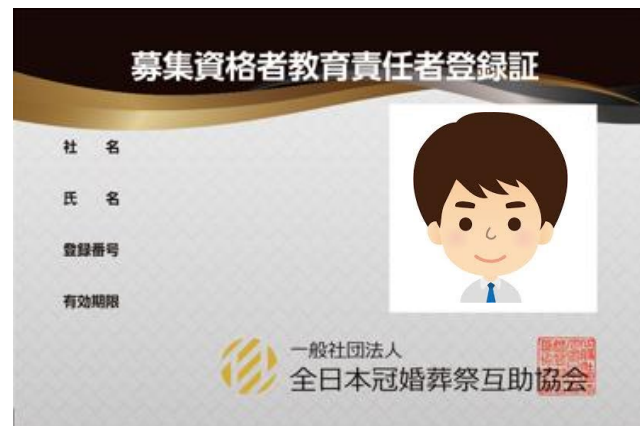 募集資格者教育責任者登録証
社　名
氏　名
登録番号
有効期限
一般社団法人
全日本冠婚葬祭互助協会